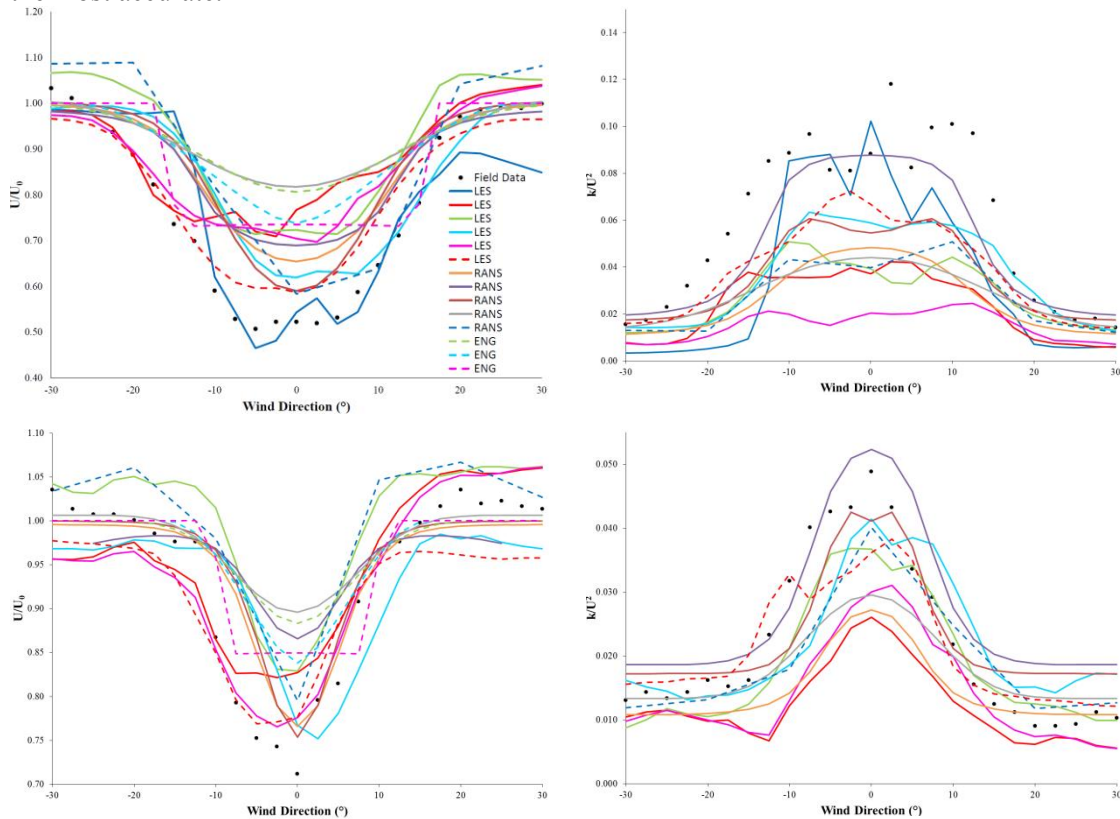 1.20
1.10
1.00
0.90
0.80
0.70
0.60
0.50
0.40
U/U0
-30 -20 -10 0 10 20 30
Wind Direction (°)
Field Data
LES
LES
LES
LES
LES
RANS
RANS
RANS
RANS
RANS
ENG
ENG
ENG
0.14
0.12
0.10
0.08
0.06
0.04
0.02
0.00
k/U²
-30 -20 -10 0 10 20 30
Wind Direction (°)
1.10
1.05
1.00
0.95
0.90
0.85
0.80
0.75
0.70
U/U0
-30 -20 -10 0 10 20 30
Wind Direction (°)
0.050
0.040
0.030
0.020
0.010
0.000
k/U²
-30 -20 -10 0 10 20 30
Wind Direction (°)